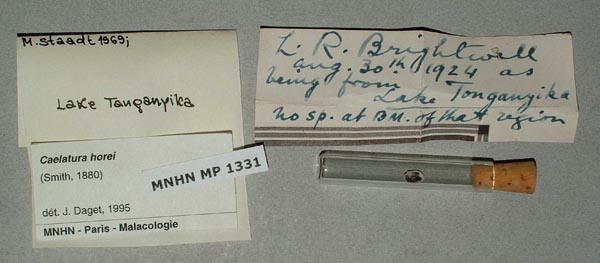 M. Staadt 1969;
Lake Tanganyika
Caelatura horei
(Smith, 1880)
dét. J. Daget, 1995
MNHN - Paris - Malacologie
MNHN MP 1331
L. R. Brightwell
aug. 30th 1924 as
being from
Lake Tonganyika
no sp. at BM. of that region